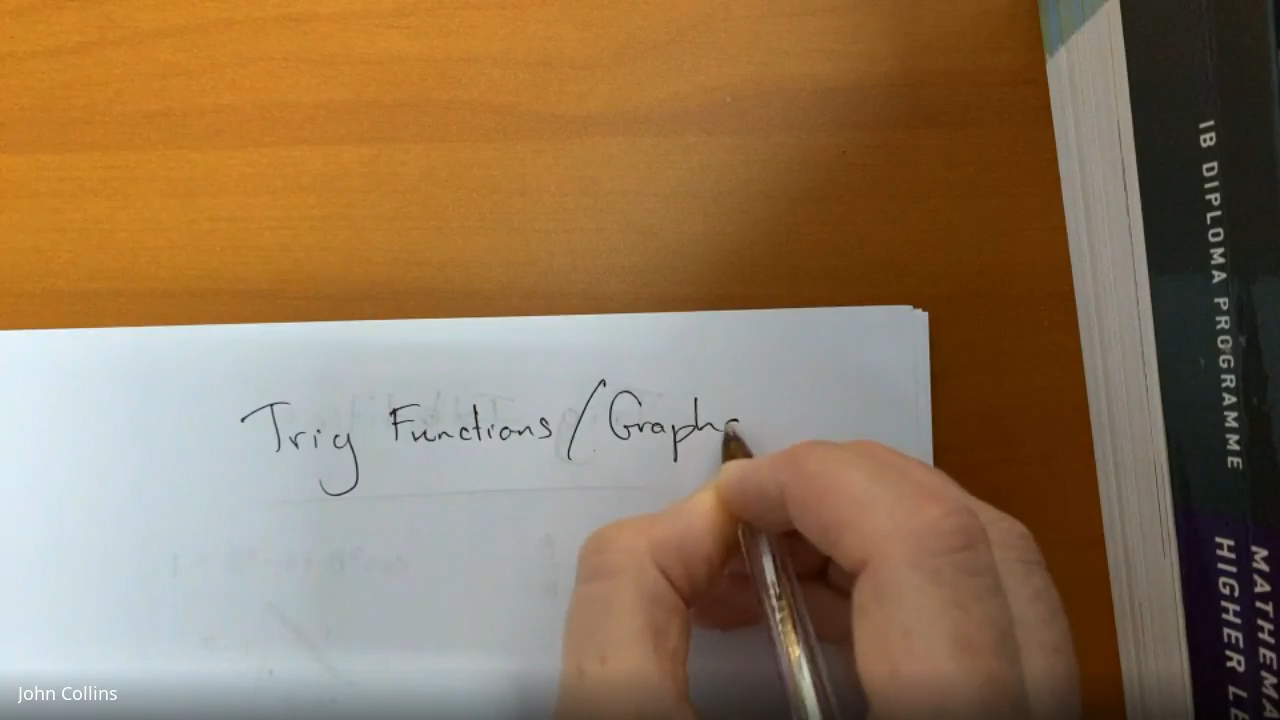 Trig Functions/Graphs
IB DIPLOMA PROGRAMME
MATHEMA
HIGHER LE
John Collins